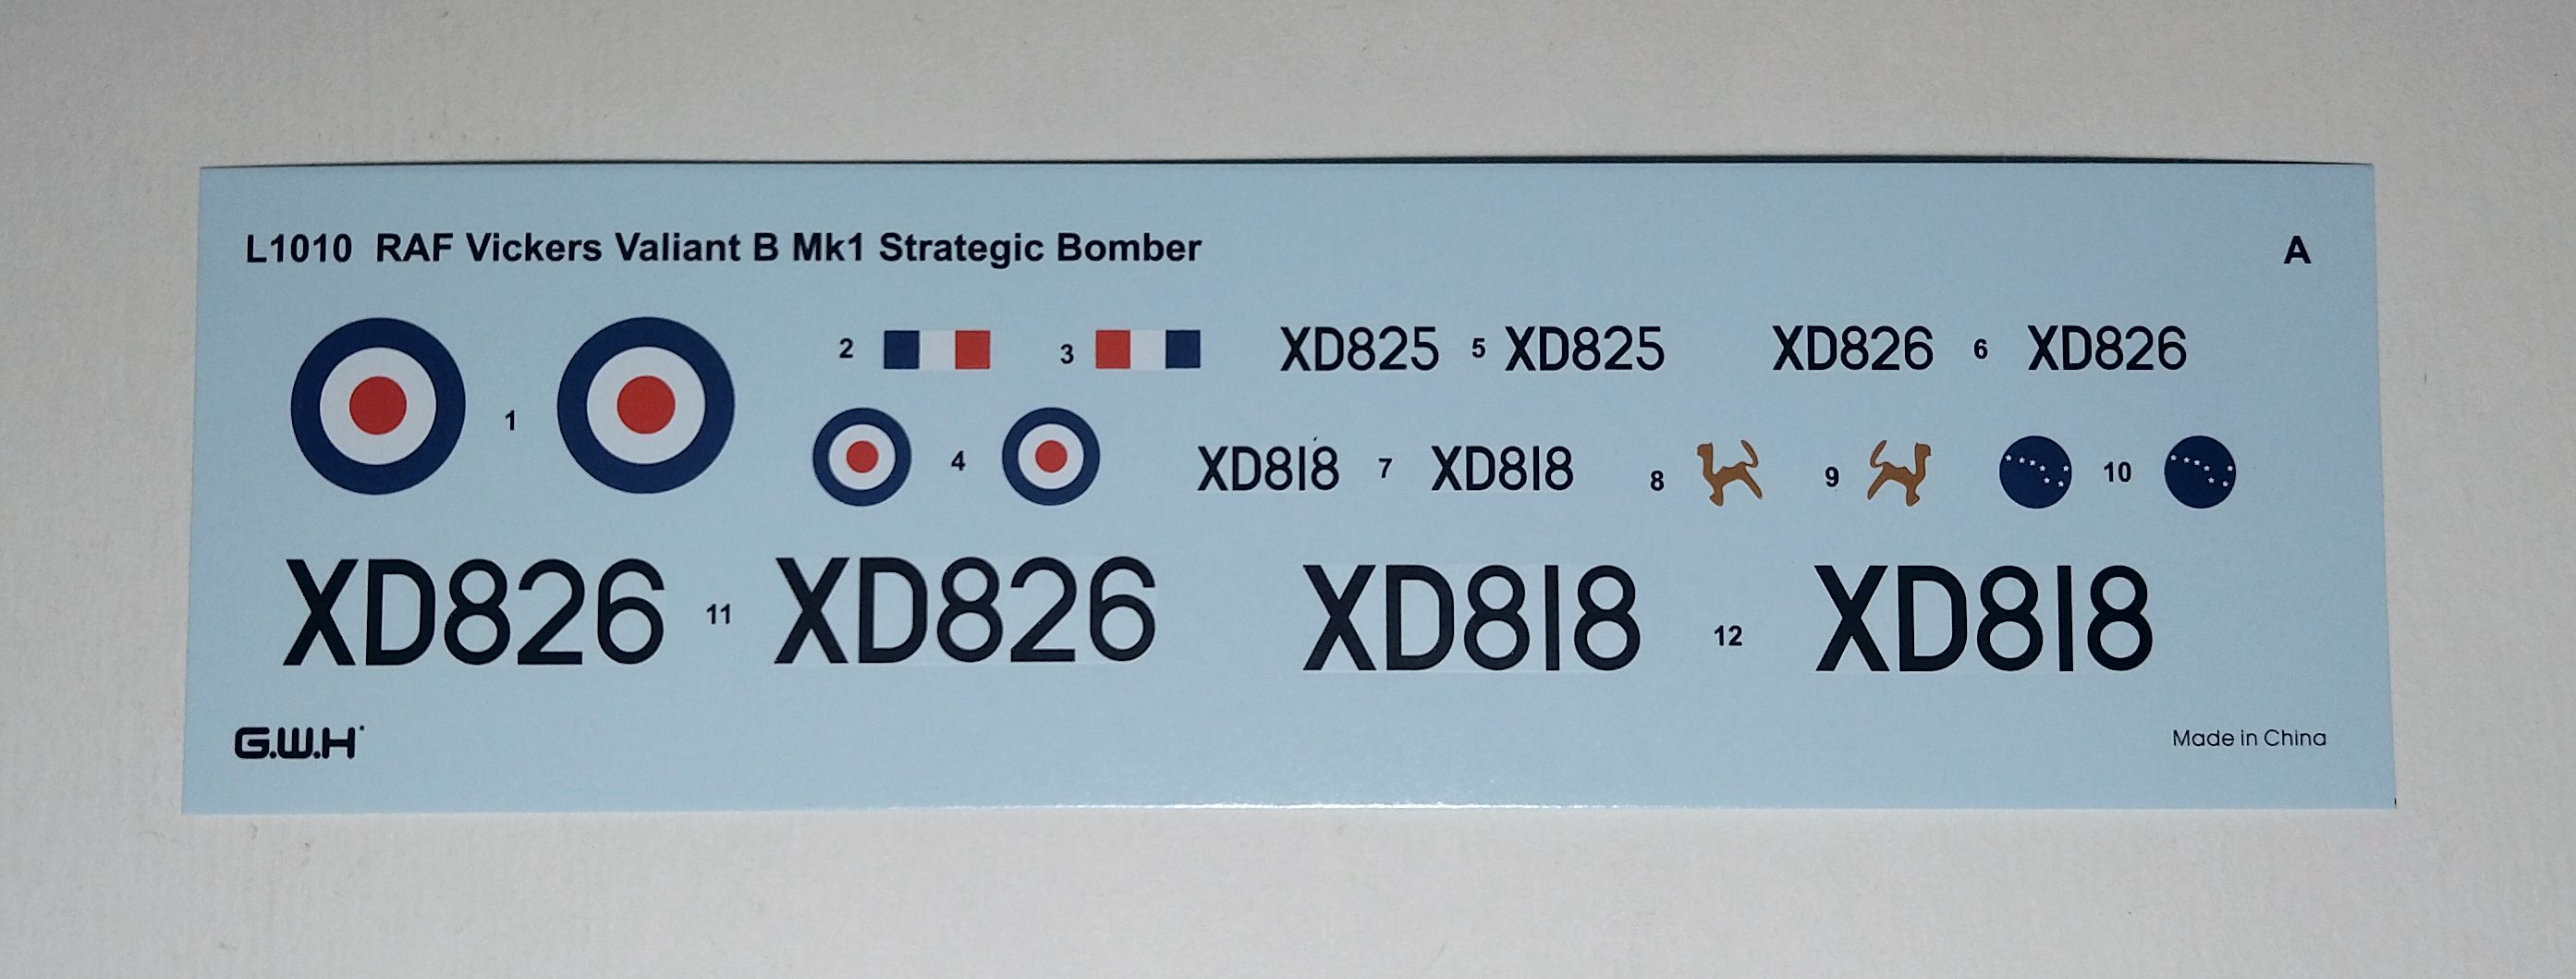 L1010 RAF Vickers Valiant B Mk1 Strategic Bomber A
1 2 3 XD825 5 XD825 XD826 6 XD826
4 XD818 7 XD818 8 9 10
XD826 11 XD826 XD818 12 XD818
G.W.H
Made in China